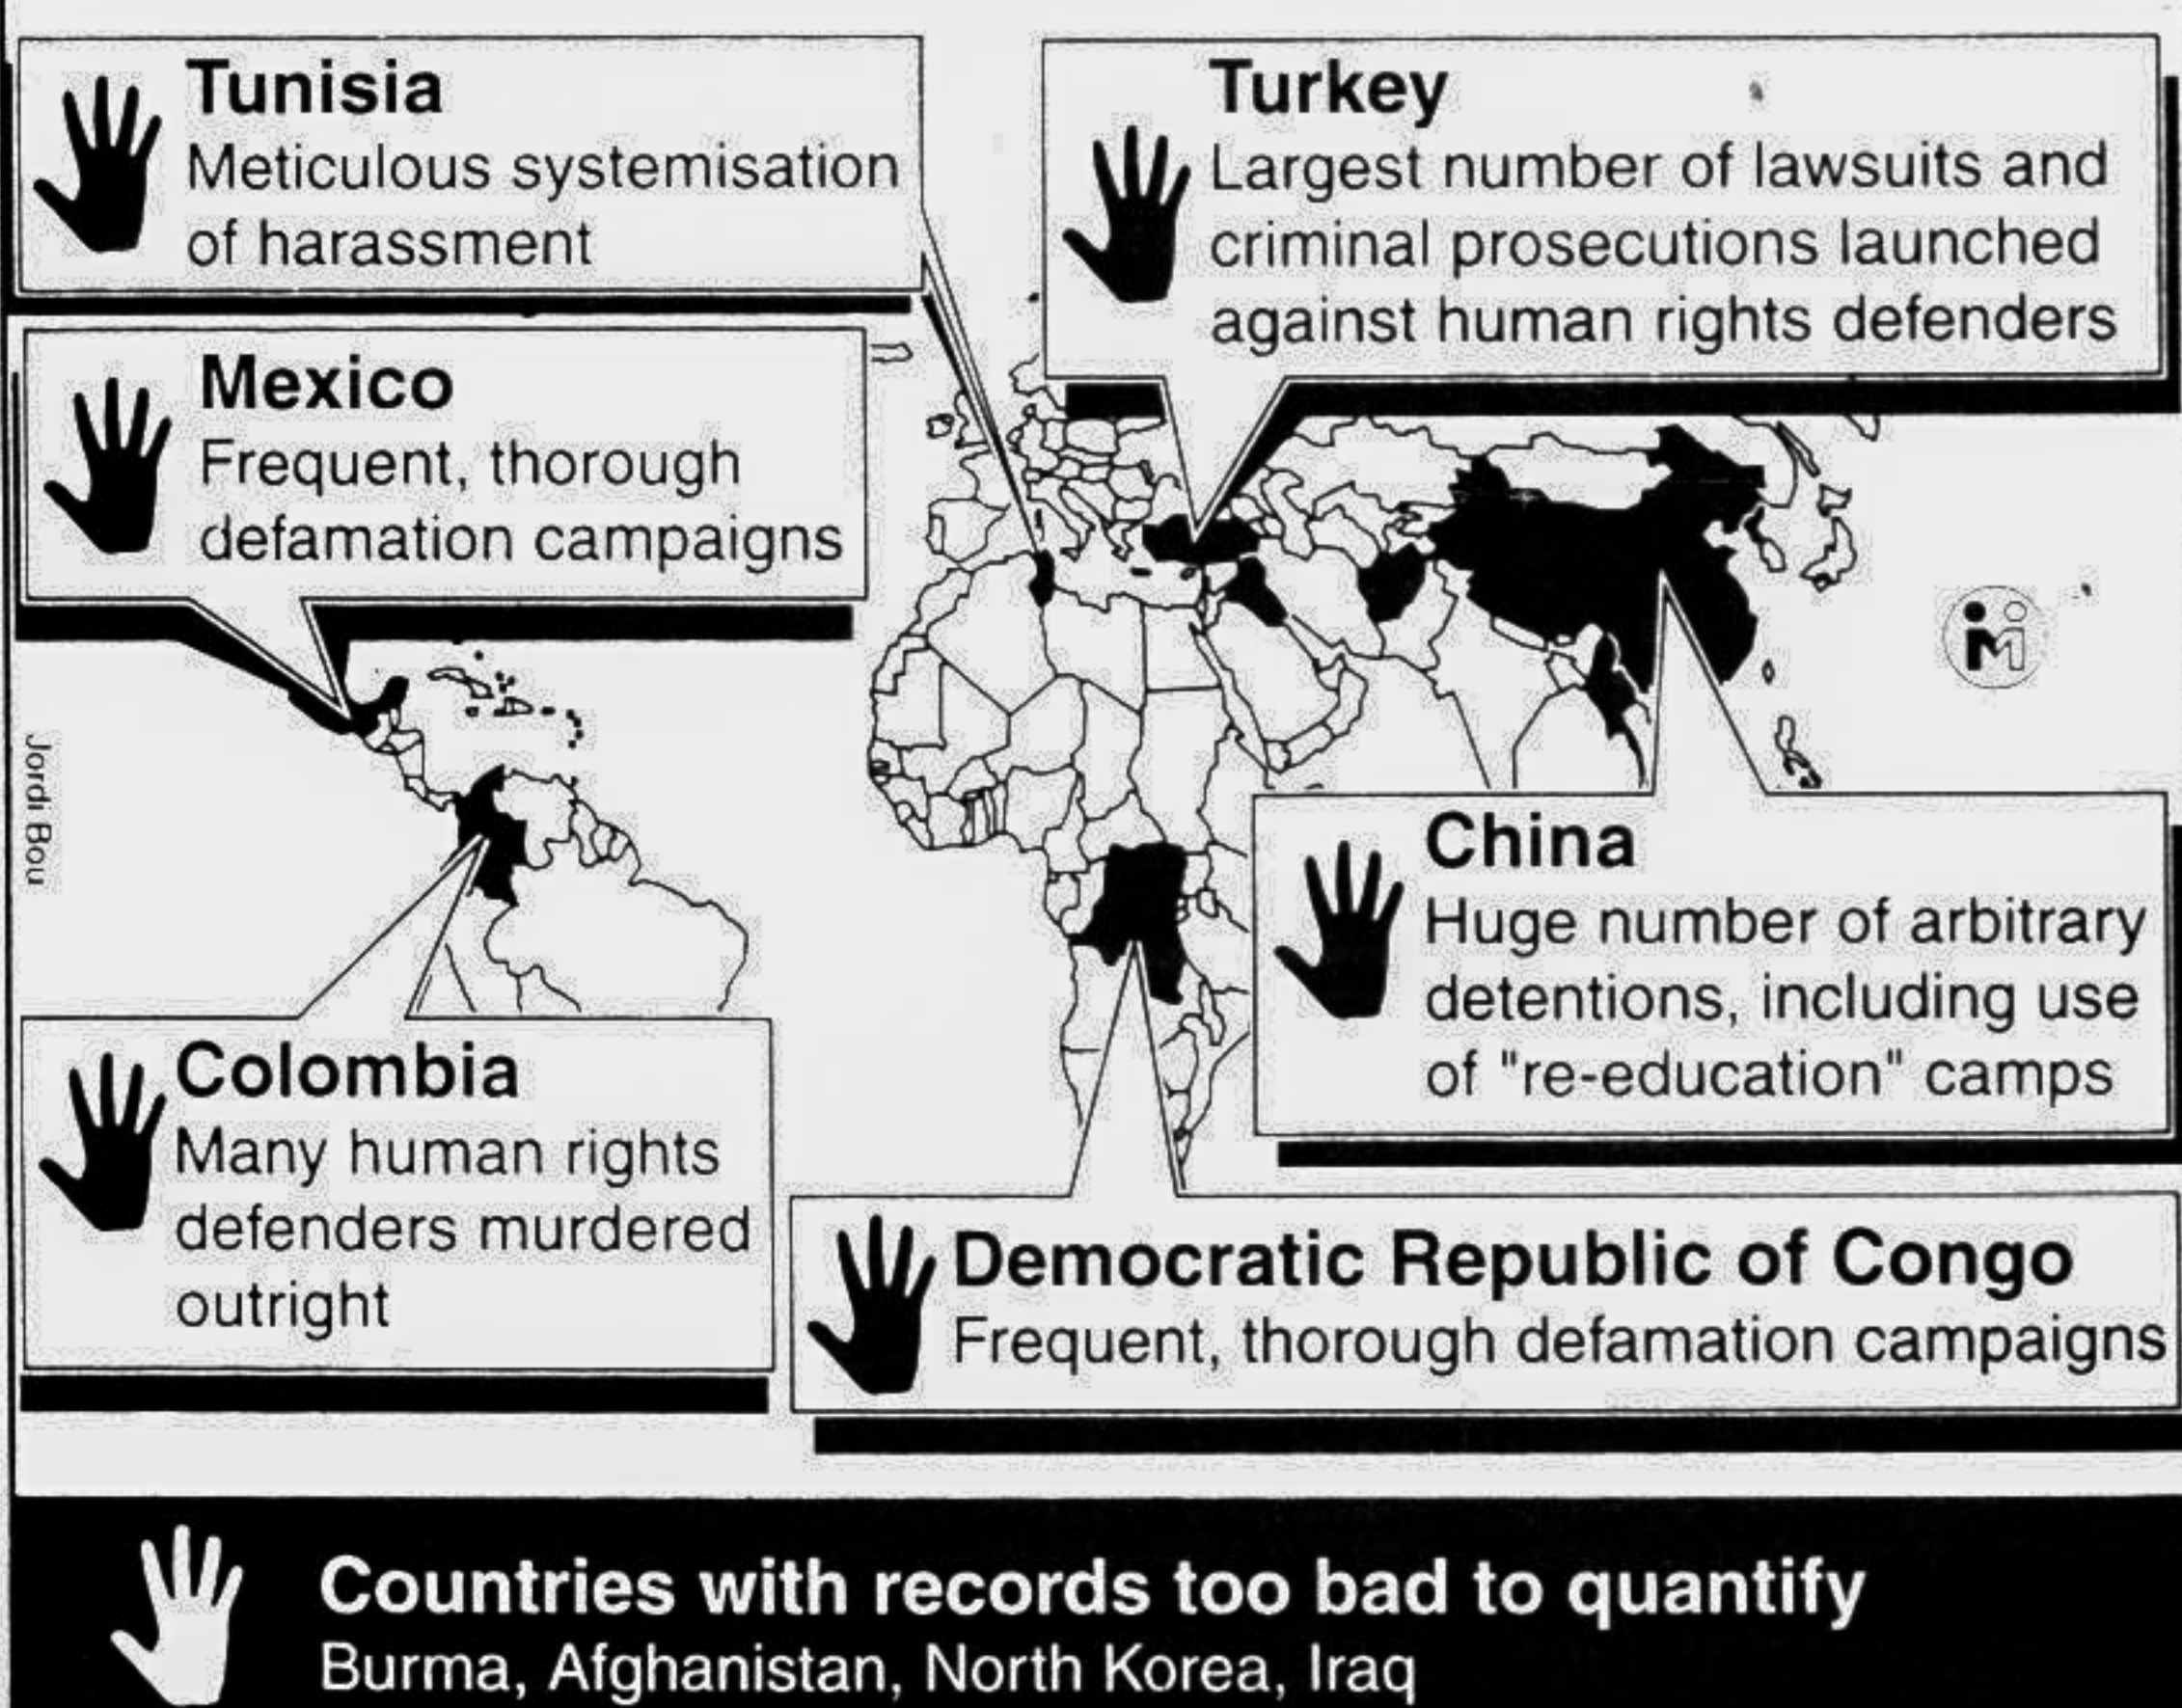 Tunisia
Meticulous systemisation
of harassment
Turkey
Largest number of lawsuits and
criminal prosecutions launched
against human rights defenders
Mexico
Frequent, thorough
defamation campaigns
Jordi Bou
China
Huge number of arbitrary
detentions, including use
of "re-education" camps
Colombia
Many human rights
defenders murdered
outright
Democratic Republic of Congo
Frequent, thorough defamation campaigns
Countries with records too bad to quantify
Burma, Afghanistan, North Korea, Iraq